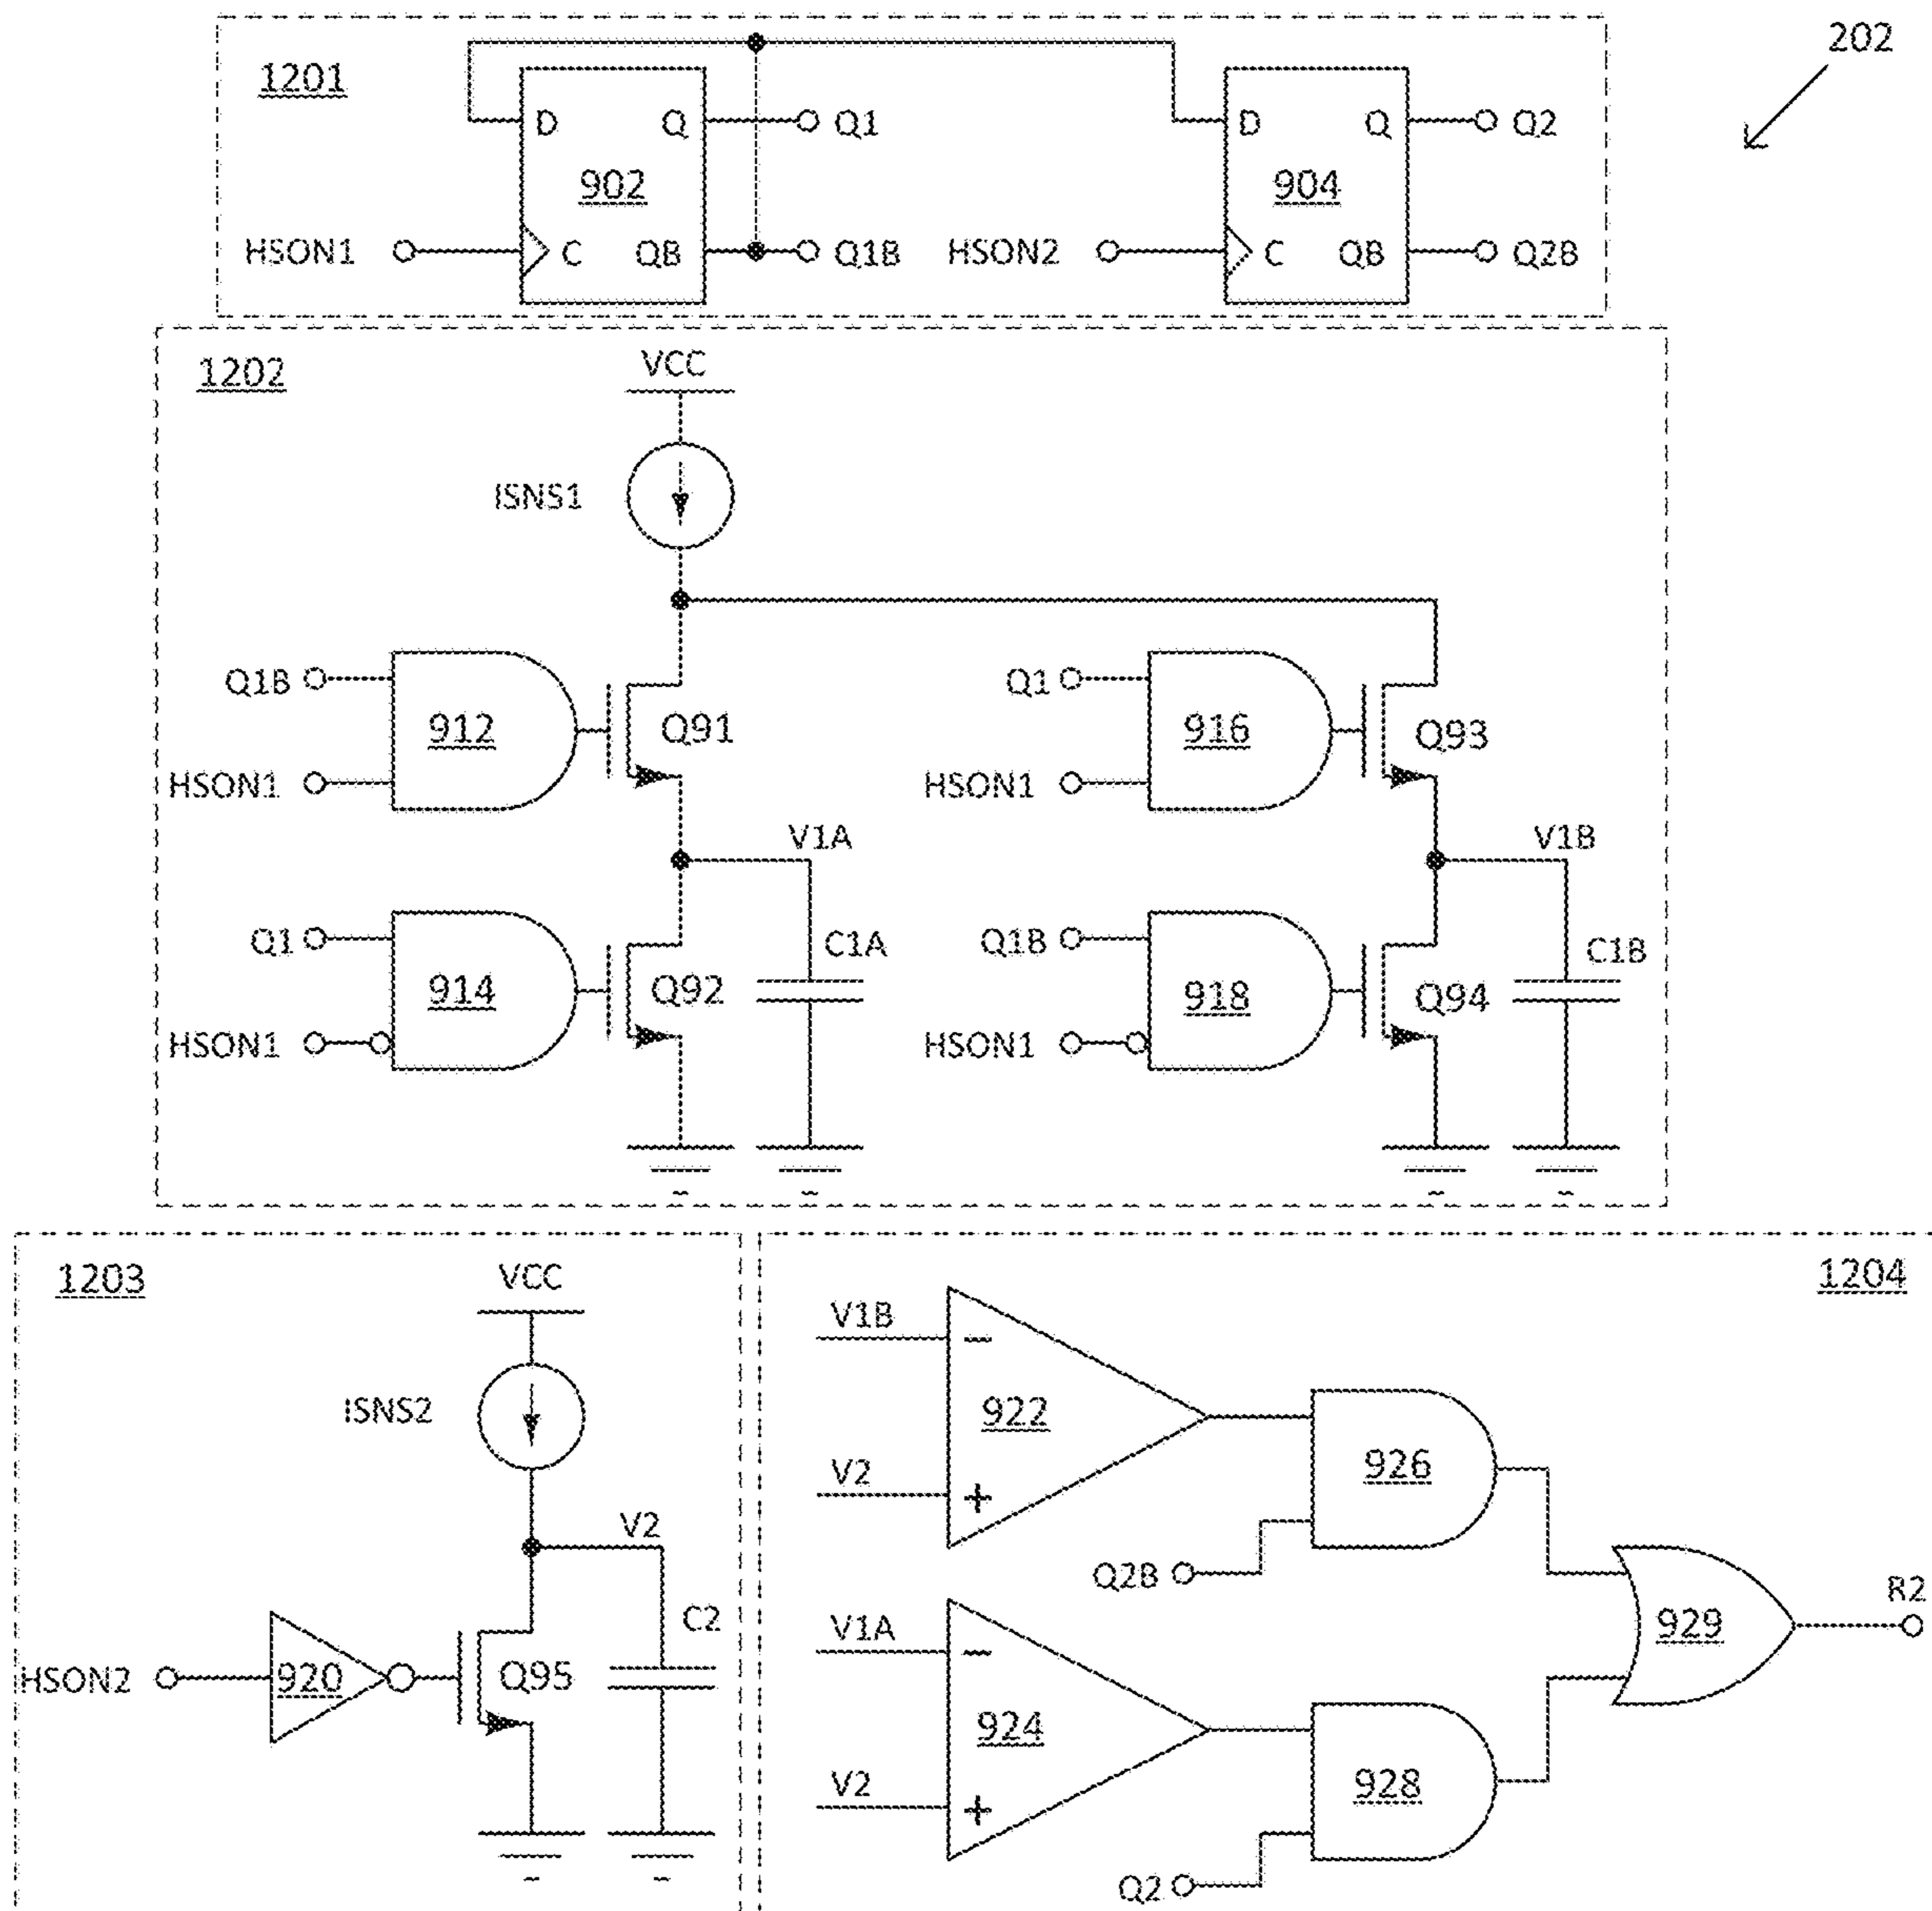 202
1201
D
Q
Q1
902
HSON1
C
QB
Q1B
D
Q
Q2
904
HSON2
C
QB
Q2B
1202
VCC
ISNS1
Q1B
912
HSON1
Q91
Q1
916
HSON1
Q93
V1A
V1B
Q1
914
HSON1
Q92
C1A
Q1B
918
HSON1
Q94
C1B
1203
VCC
ISNS2
V2
HSON2
920
Q95
C2
1204
V1B
−
922
V2
+
926
Q2B
V1A
−
924
V2
+
928
Q2
929
R2